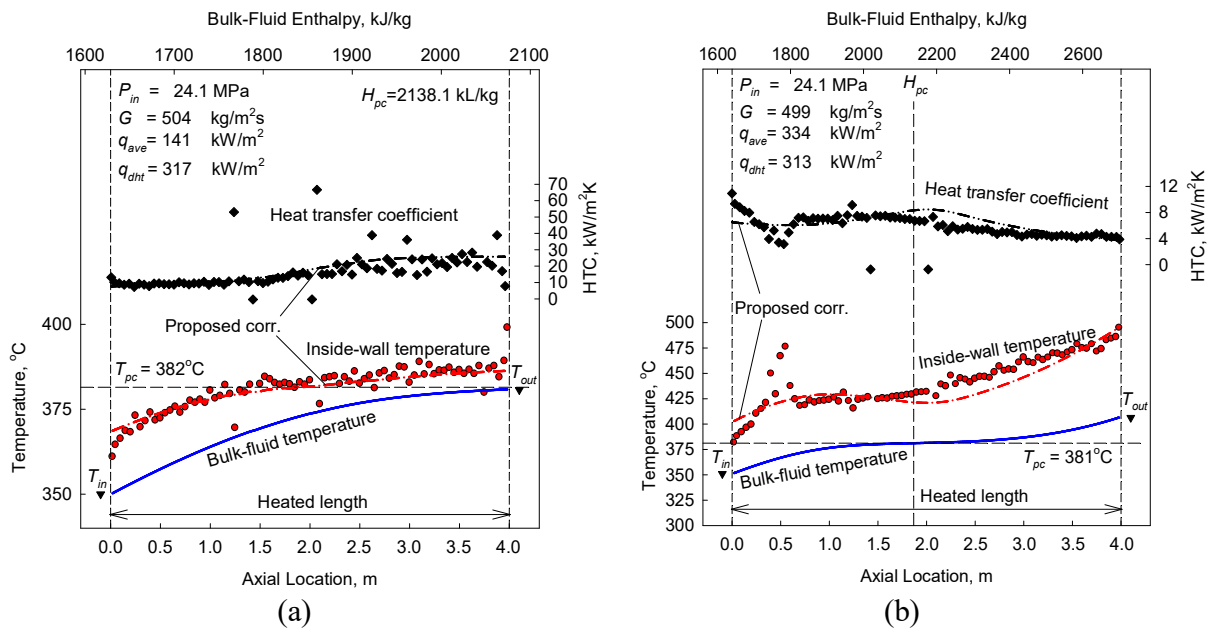 Bulk-Fluid Enthalpy, kJ/kg
1600 1700 1800 1900 2000 2100
P_in = 24.1 MPa
G = 504 kg/m²s
q_ave = 141 kW/m²
q_dht = 317 kW/m²
H_pc=2138.1 kL/kg
Heat transfer coefficient
70
60
50
40
30
20
10
0
HTC, kW/m²K
Proposed corr.
Inside-wall temperature
T_pc = 382°C
T_out
Bulk-fluid temperature
T_in
Heated length
400
375
350
Temperature, °C
0.0 0.5 1.0 1.5 2.0 2.5 3.0 3.5 4.0
Axial Location, m
(a)
Bulk-Fluid Enthalpy, kJ/kg
1600 1800 2000 2200 2400 2600
H_pc
P_in = 24.1 MPa
G = 499 kg/m²s
q_ave = 334 kW/m²
q_dht = 313 kW/m²
Heat transfer coefficient
12
8
4
0
HTC, kW/m²K
Proposed corr.
Inside-wall temperature
T_out
T_in
Bulk-fluid temperature
T_pc = 381°C
Heated length
500
475
450
425
400
375
350
325
300
Temperature, °C
0.0 0.5 1.0 1.5 2.0 2.5 3.0 3.5 4.0
Axial Location, m
(b)